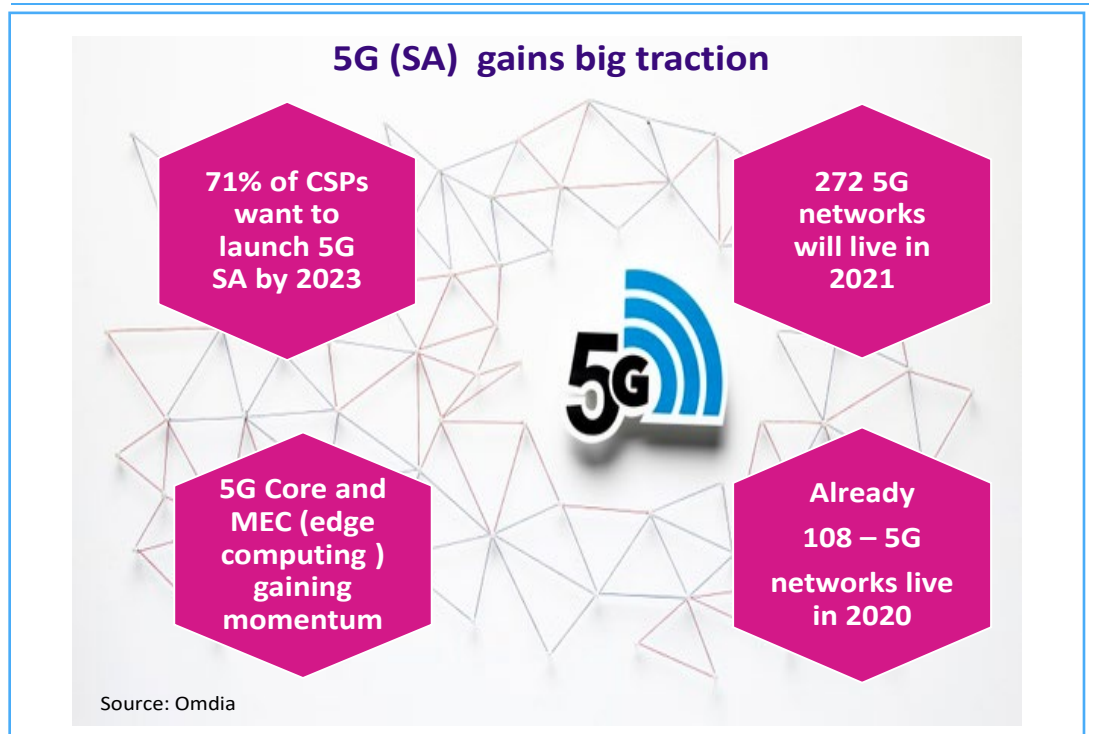 5G (SA) gains big traction
71% of CSPs
want to
launch 5G
SA by 2023
272 5G
networks
will live in
2021
5G
5G Core and
MEC (edge
computing )
gaining
momentum
Already
108 – 5G
networks live
in 2020
Source: Omdia